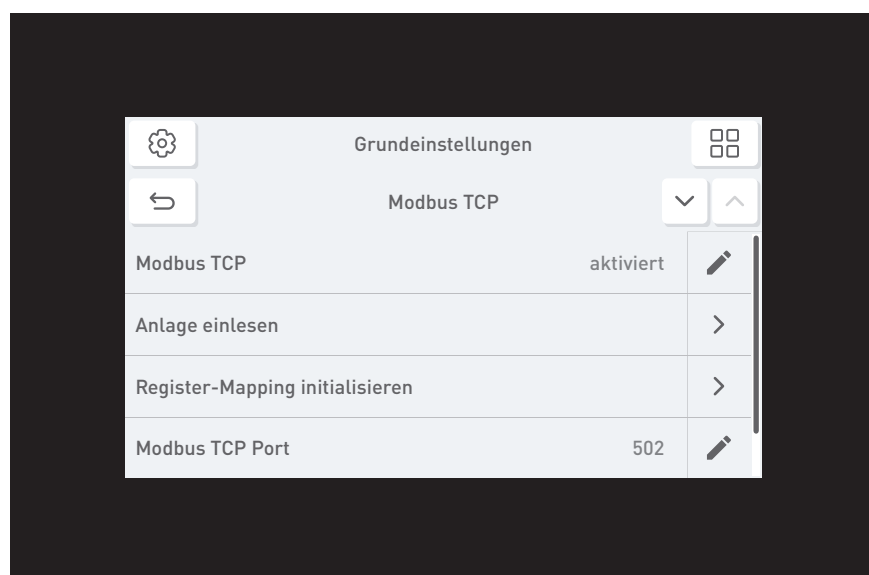 Grundeinstellungen
Modbus TCP
Modbus TCP aktiviert
Anlage einlesen
Register-Mapping initialisieren
Modbus TCP Port 502